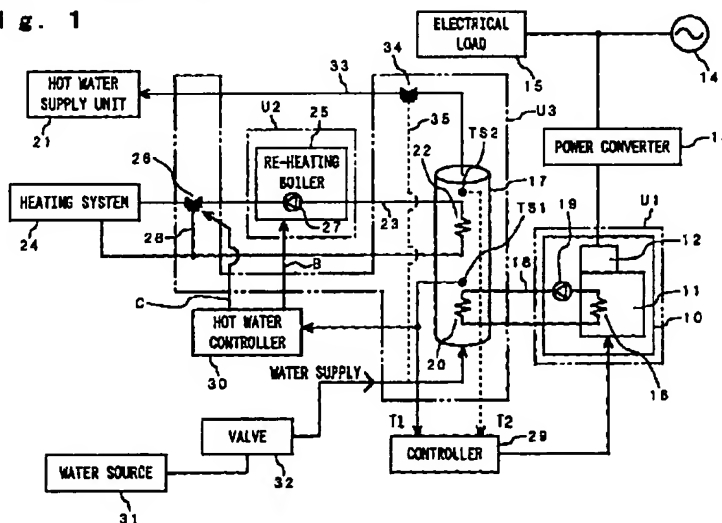 I g. 1
ELECTRICAL
LOAD
15
14
33
34
HOT WATER
SUPPLY UNIT
21
U2
25
35
U3
TS2
POWER CONVERTER
RE-HEATING
BOILER
26
22
17
27
23
TS1
U1
HEATING SYSTEM
24
28
19
12
18
11
10
B
C
HOT WATER
CONTROLLER
30
20
16
WATER SUPPLY
T1
T2
VALVE
32
CONTROLLER
29
WATER SOURCE
31